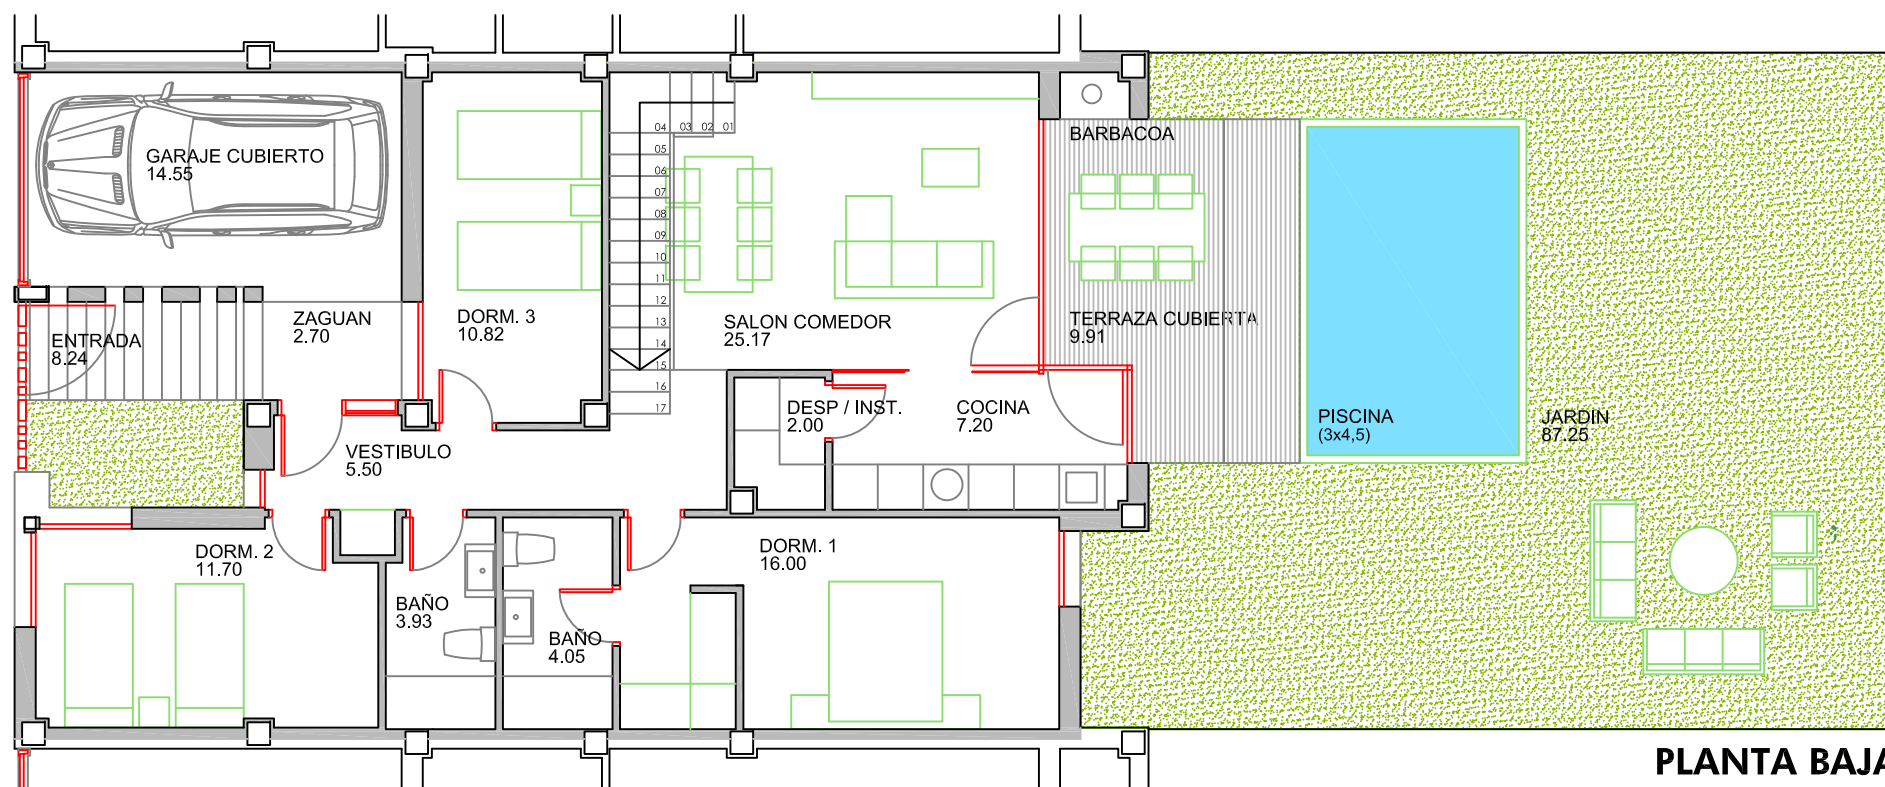 GARAJE CUBIERTO
14.55
ENTRADA
8.24
ZAGUAN
2.70
DORM. 3
10.82
04 03 02 01
05
06
07
08
09
10
11
12
13
14
15
16
17
SALON COMEDOR
25.17
BARBACOA
TERRAZA CUBIERTA
9.91
VESTIBULO
5.50
DESP / INST.
2.00
COCINA
7.20
PISCINA
(3x4,5)
JARDIN
87.25
DORM. 2
11.70
BAÑO
3.93
BAÑO
4.05
DORM. 1
16.00
PLANTA BAJA